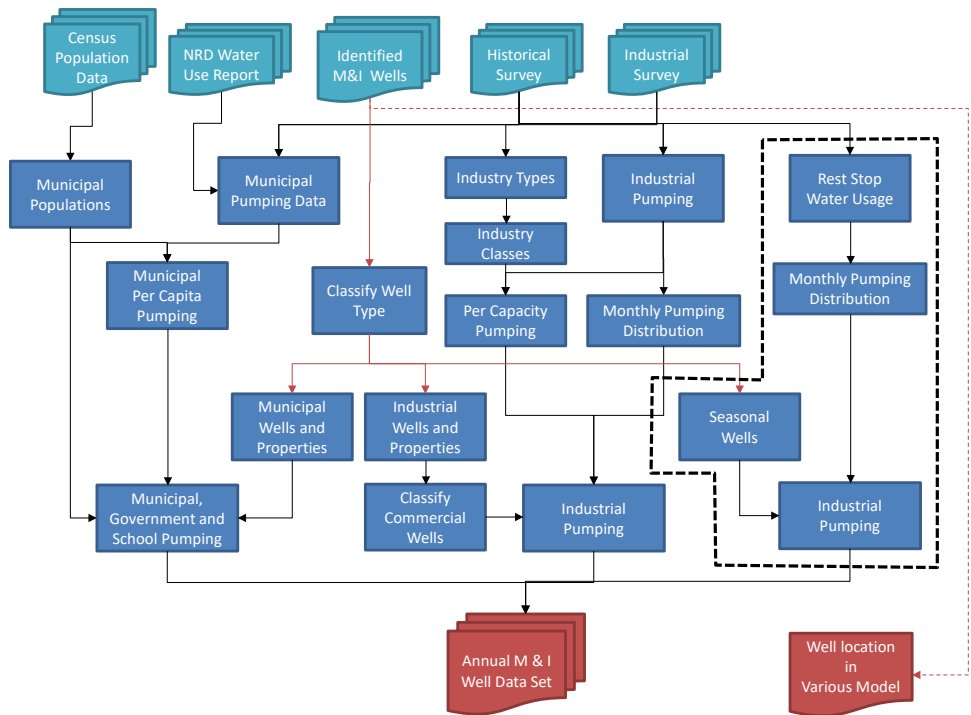 Census
Population
Data
NRD Water
Use Report
Identified
M&I Wells
Historical
Survey
Industrial
Survey
Municipal
Populations
Municipal
Pumping Data
Industry Types
Industrial
Pumping
Rest Stop
Water Usage
Industry
Classes
Municipal
Per Capita
Pumping
Classify Well
Type
Per Capacity
Pumping
Monthly Pumping
Distribution
Monthly Pumping
Distribution
Municipal
Wells and
Properties
Industrial
Wells and
Properties
Seasonal
Wells
Municipal,
Government and
School Pumping
Classify
Commercial
Wells
Industrial
Pumping
Industrial
Pumping
Annual M & I
Well Data Set
Well location
in
Various Model